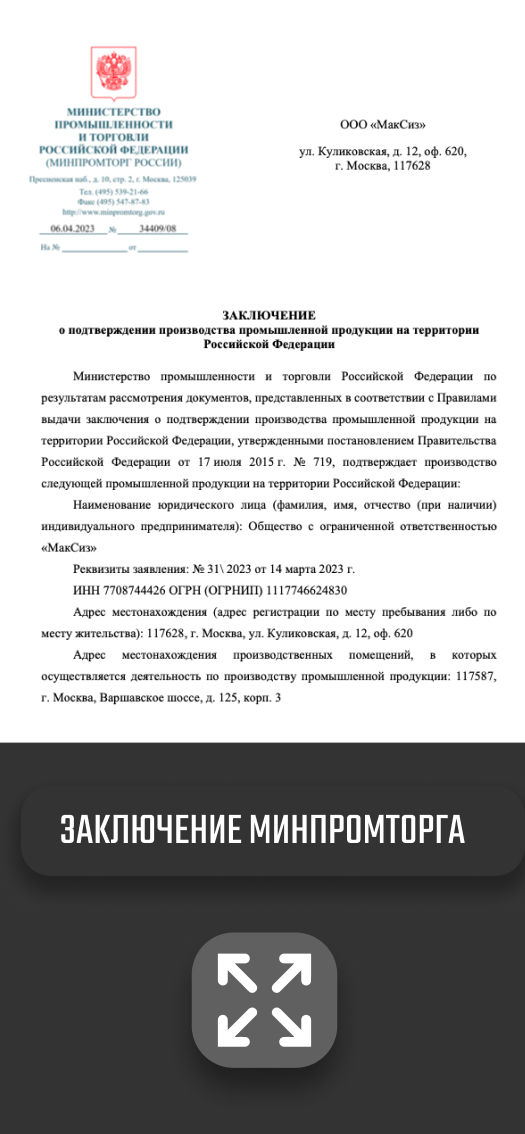 МИНИСТЕРСТВО
ПРОМЫШЛЕННОСТИ
И ТОРГОВЛИ
РОССИЙСКОЙ ФЕДЕРАЦИИ
(МИНПРОМТОРГ РОССИИ)
Пресненская наб., д. 10, стр. 2, г. Москва, 125039
Тел. (495) 539-21-66
Факс (495) 547-87-83
http://www.minpromtorg.gov.ru
06.04.2023 № 34409/08
На № от
ООО «МакСиз»
ул. Куликовская, д. 12, оф. 620,
г. Москва, 117628
ЗАКЛЮЧЕНИЕ
о подтверждении производства промышленной продукции на территории
Российской Федерации
Министерство промышленности и торговли Российской Федерации по
результатам рассмотрения документов, представленных в соответствии с Правилами
выдачи заключения о подтверждении производства промышленной продукции на
территории Российской Федерации, утвержденными постановлением Правительства
Российской Федерации от 17 июля 2015 г. № 719, подтверждает производство
следующей промышленной продукции на территории Российской Федерации:
Наименование юридического лица (фамилия, имя, отчество (при наличии)
индивидуального предпринимателя): Общество с ограниченной ответственностью
«МакСиз»
Реквизиты заявления: № 31\ 2023 от 14 марта 2023 г.
ИНН 7708744426 ОГРН (ОГРНИП) 1117746624830
Адрес местонахождения (адрес регистрации по месту пребывания либо по
месту жительства): 117628, г. Москва, ул. Куликовская, д. 12, оф. 620
Адрес местонахождения производственных помещений, в которых
осуществляется деятельность по производству промышленной продукции: 117587,
г. Москва, Варшавское шоссе, д. 125, корп. 3
ЗАКЛЮЧЕНИЕ МИНПРОМТОРГА